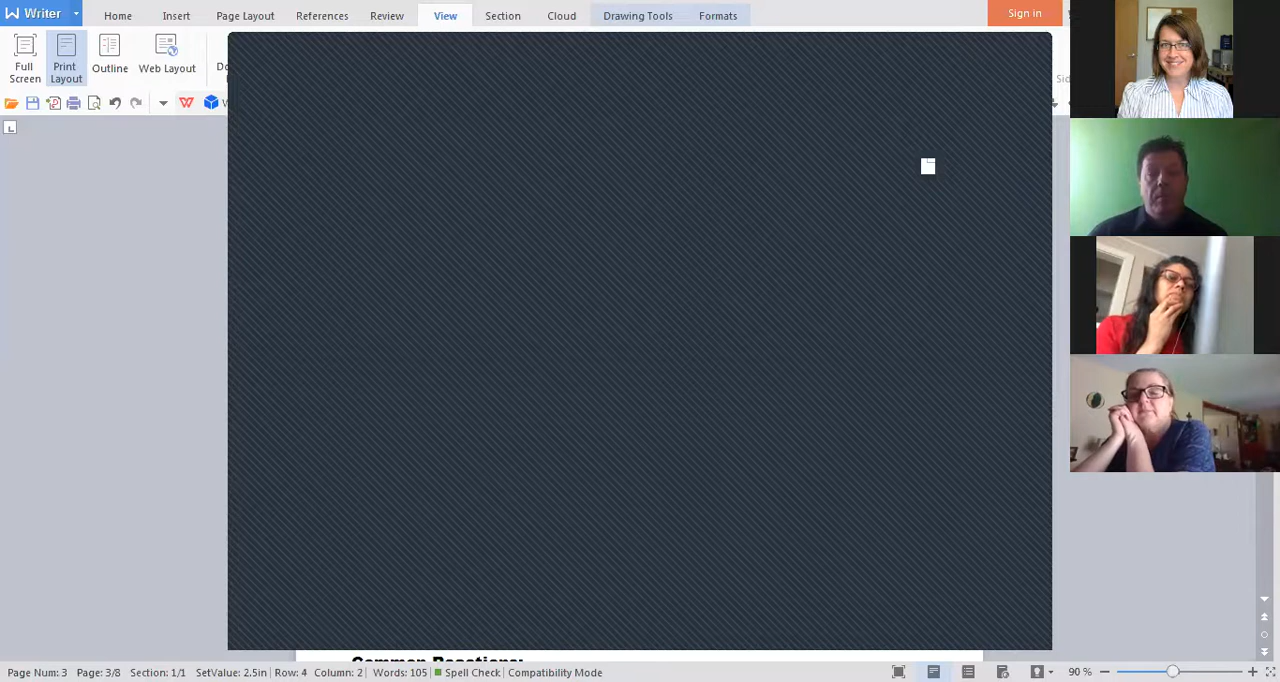 Writer
Home Insert Page Layout References Review View Section Cloud Drawing Tools Formats Sign in
Full Screen
Print Layout
Outline
Web Layout
Page Num: 3 Page: 3/8 Section: 1/1 SetValue: 2.5in Row: 4 Column: 2 Words: 105 Spell Check Compatibility Mode 90 %
Common Reactions: